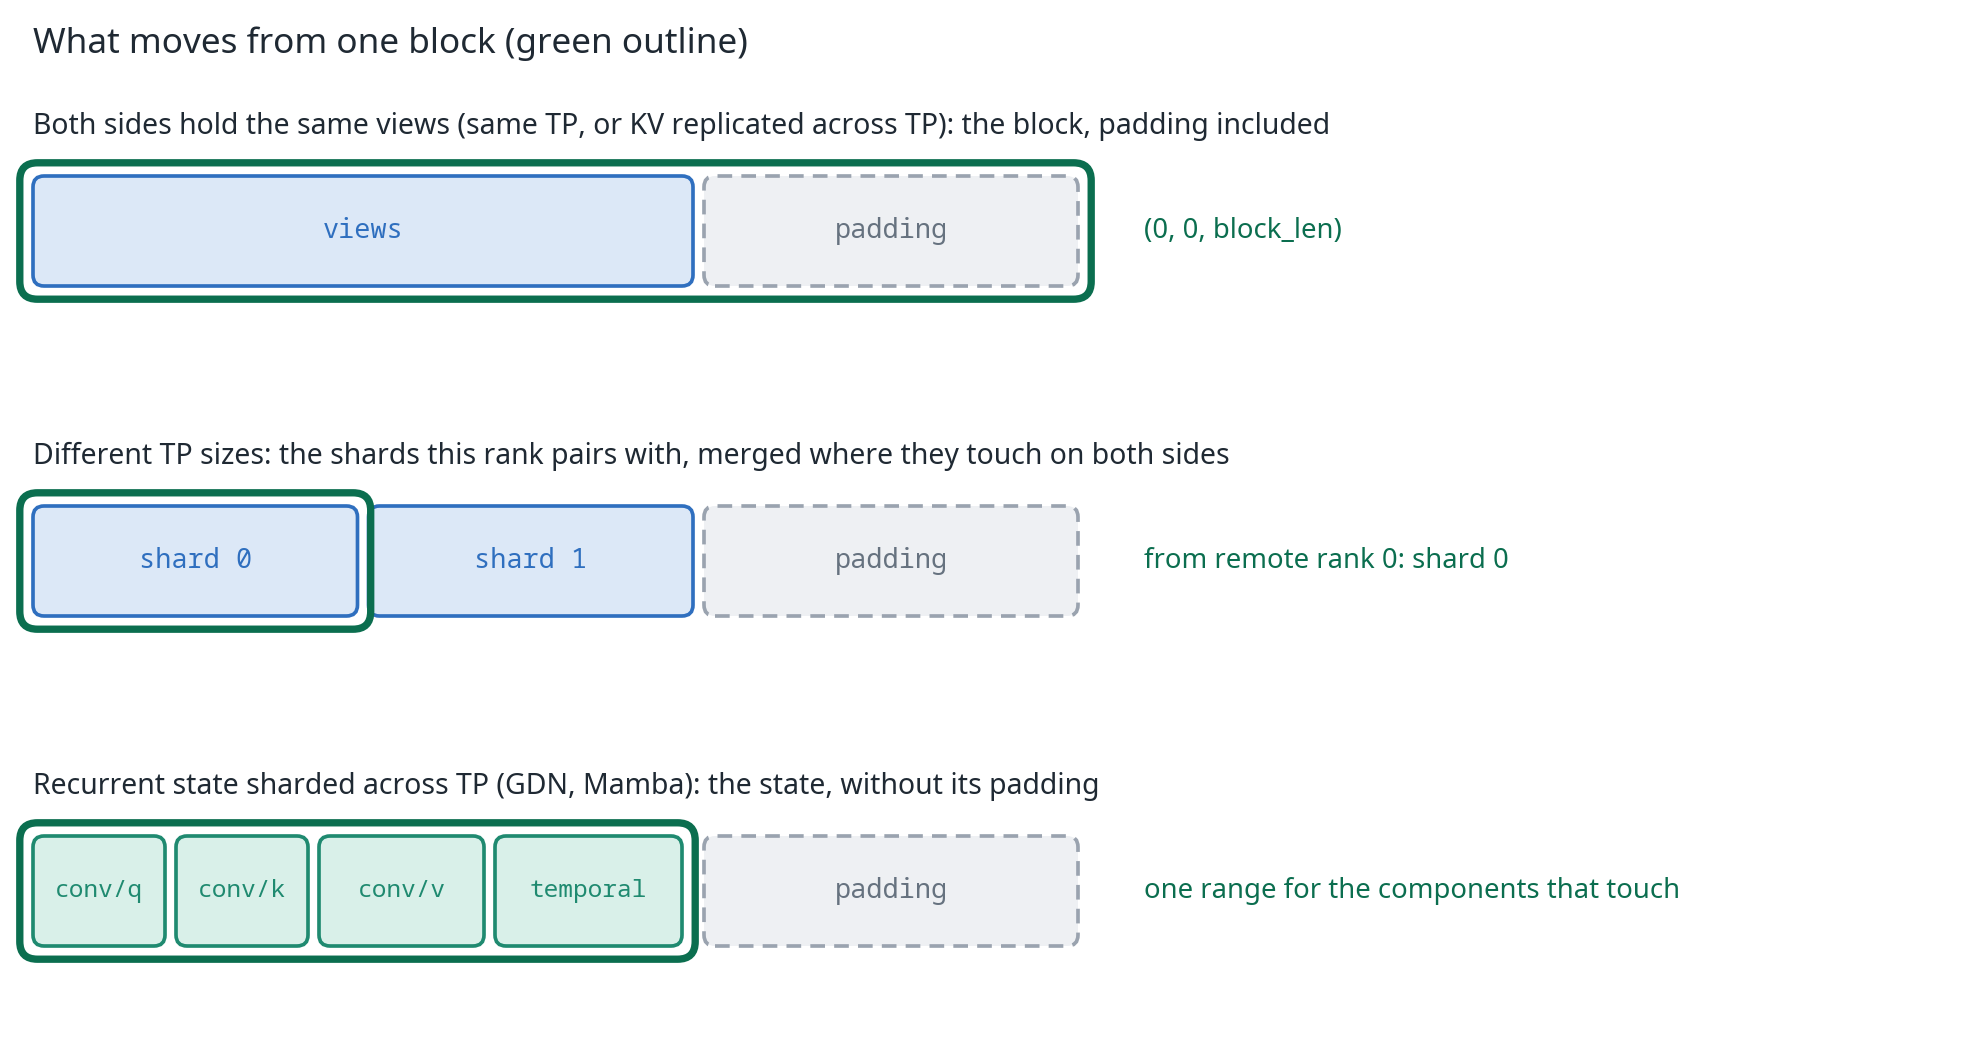 What moves from one block (green outline)
Both sides hold the same views (same TP, or KV replicated across TP): the block, padding included
views
padding
(0, 0, block_len)
Different TP sizes: the shards this rank pairs with, merged where they touch on both sides
shard 0
shard 1
padding
from remote rank 0: shard 0
Recurrent state sharded across TP (GDN, Mamba): the state, without its padding
conv/q
conv/k
conv/v
temporal
padding
one range for the components that touch